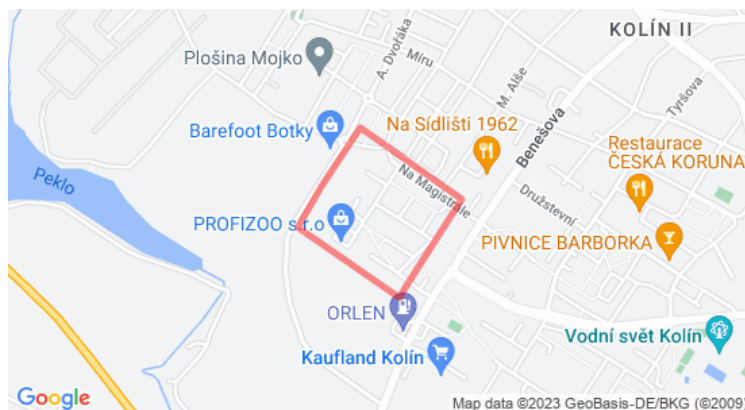 KOLÍN II
Plošina Mojko
A. Dvořáka
Míru
M. Alše
Tyršova
Barefoot Botky
Na Sídlišti 1962
Benešova
Restaurace
ČESKÁ KORUNA
Peklo
Na Magistrále
Družstevní
PROFIZOO s.r.o
PIVNICE BARBORKA
ORLEN
Vodní svět Kolín
Kaufland Kolín
Google
Map data ©2023 GeoBasis-DE/BKG (©2009)